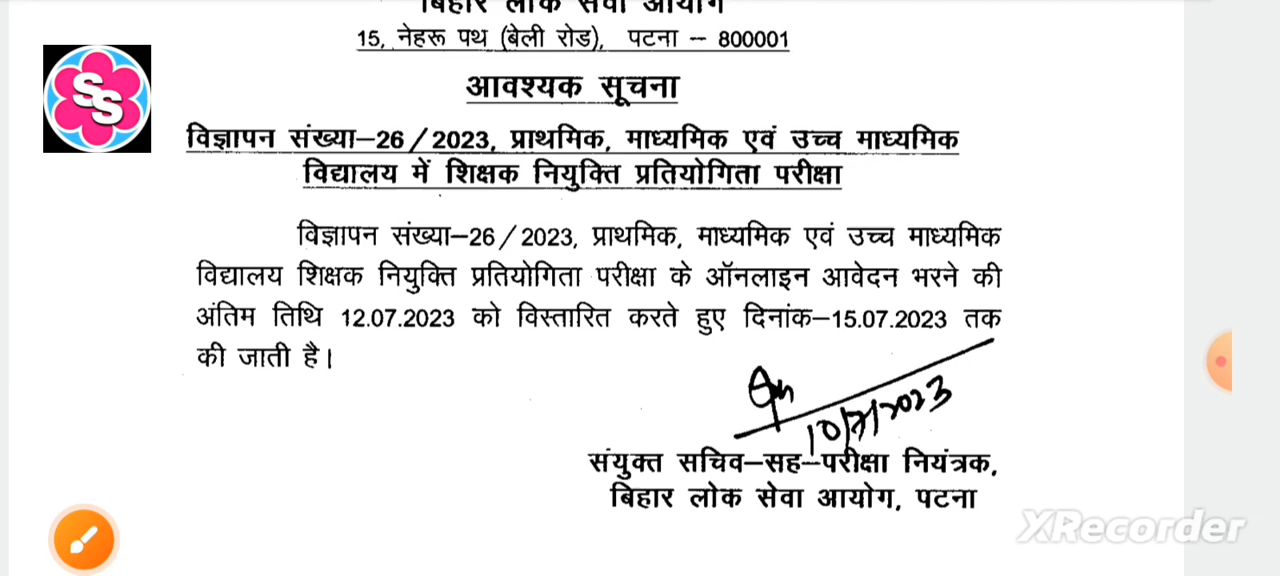 बिहार लोक सेवा आयोग
15, नेहरू पथ (बेली रोड), पटना – 800001
SS
आवश्यक सूचना
विज्ञापन संख्या–26/2023, प्राथमिक, माध्यमिक एवं उच्च माध्यमिक
विद्यालय में शिक्षक नियुक्ति प्रतियोगिता परीक्षा
विज्ञापन संख्या–26/2023, प्राथमिक, माध्यमिक एवं उच्च माध्यमिक
विद्यालय शिक्षक नियुक्ति प्रतियोगिता परीक्षा के ऑनलाइन आवेदन भरने की
अंतिम तिथि 12.07.2023 को विस्तारित करते हुए दिनांक–15.07.2023 तक
की जाती है।
10/7/2023
संयुक्त सचिव–सह–परीक्षा नियंत्रक,
बिहार लोक सेवा आयोग, पटना
XRecorder